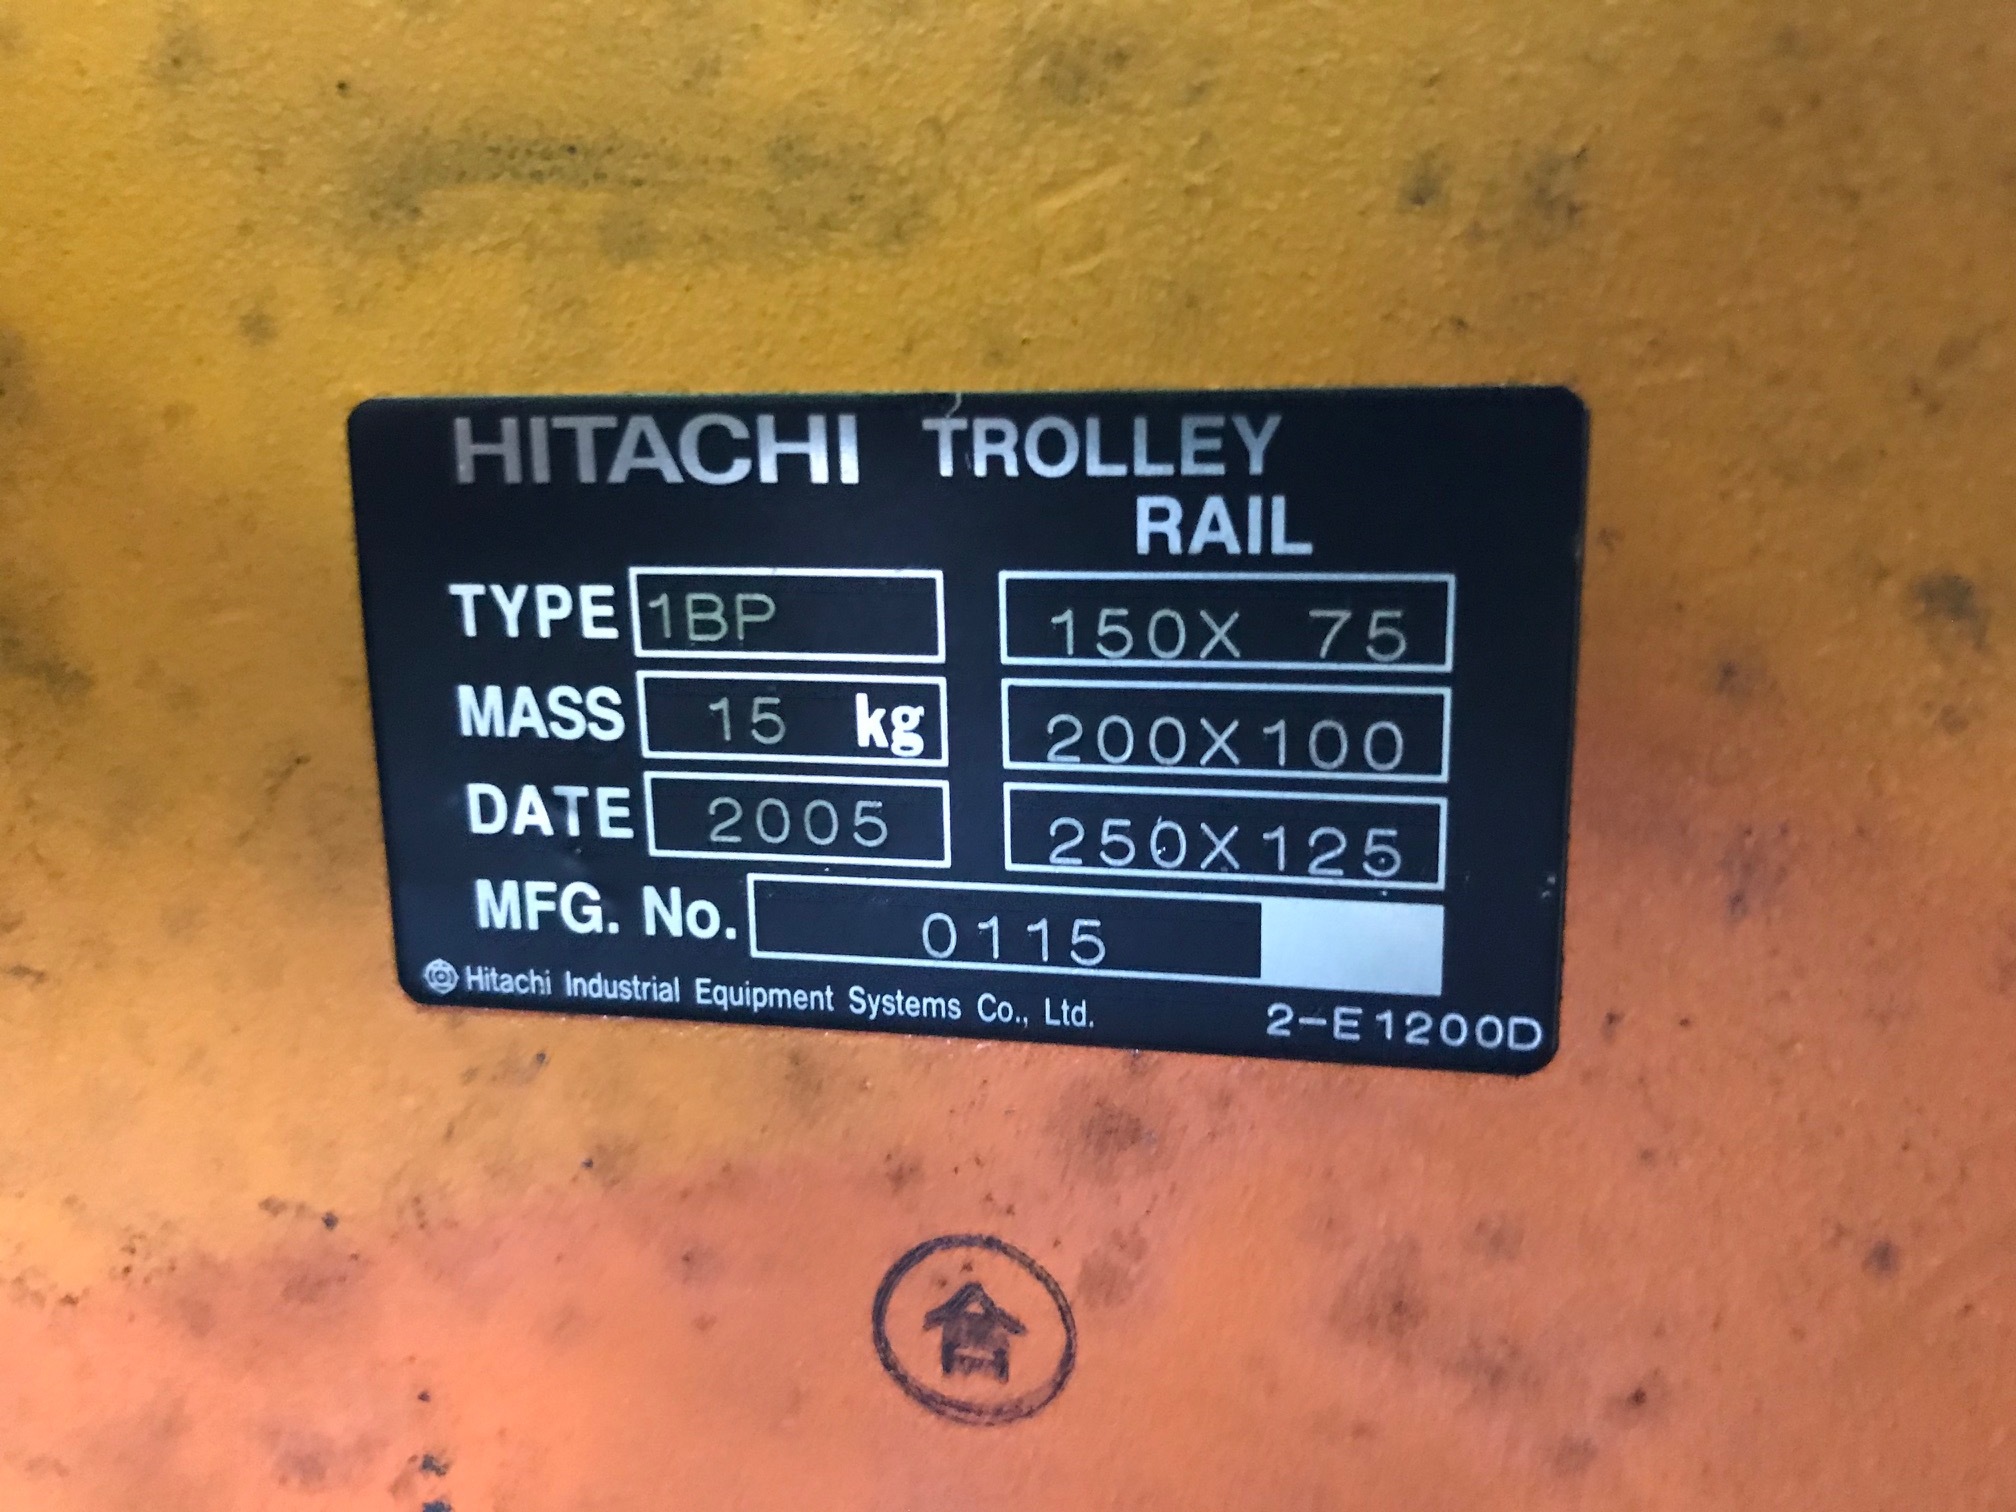 HITACHI TROLLEY
RAIL
TYPE 1BP 150X 75
MASS 15 kg 200X100
DATE 2005 250X125
MFG. No. 0115
Hitachi Industrial Equipment Systems Co., Ltd. 2-E1200D